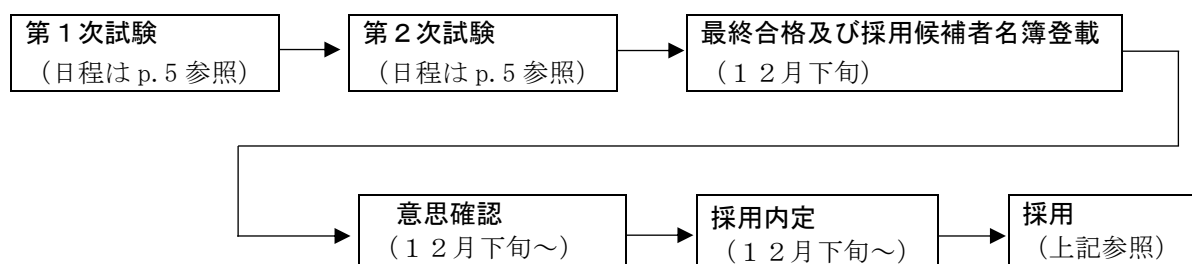 第１次試験
（日程は p.5 参照）
第２次試験
（日程は p.5 参照）
最終合格及び採用候補者名簿登載
（１２月下旬）
意思確認
（１２月下旬～）
採用内定
（１２月下旬～）
採用
（上記参照）